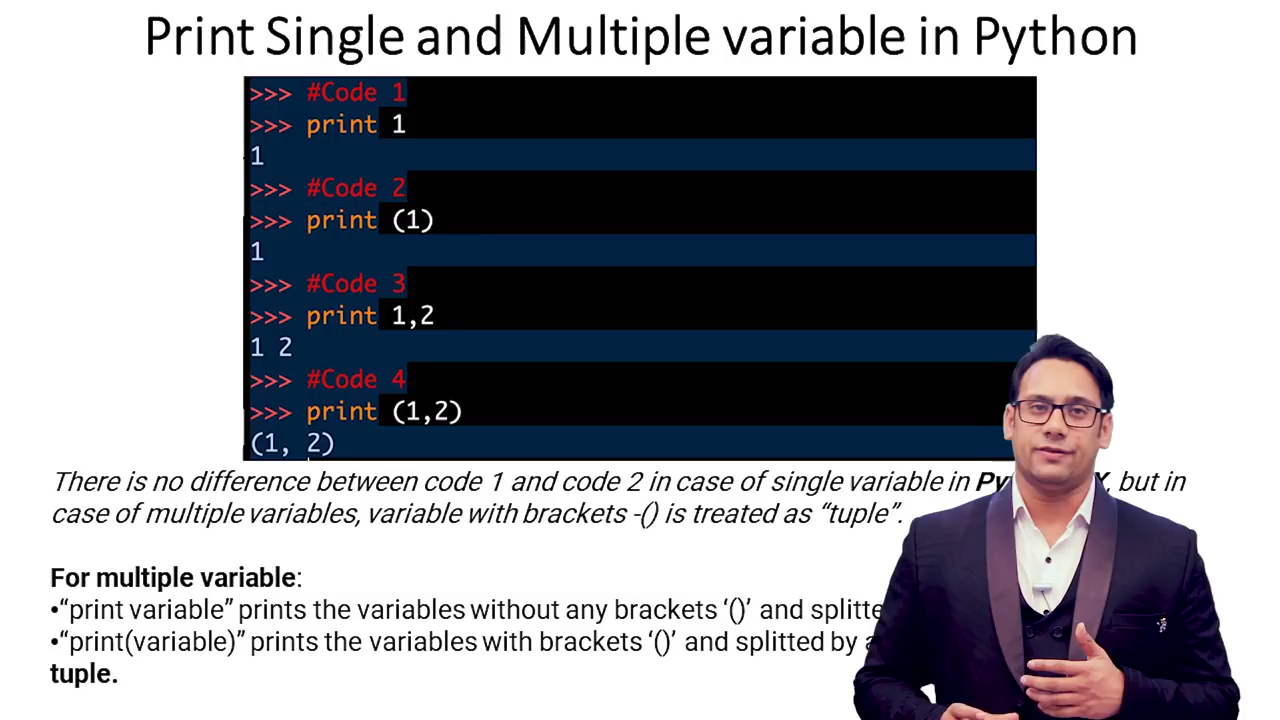 Print Single and Multiple variable in Python
>>> #Code 1
>>> print 1
1
>>> #Code 2
>>> print (1)
1
>>> #Code 3
>>> print 1,2
1 2
>>> #Code 4
>>> print (1,2)
(1, 2)
There is no difference between code 1 and code 2 in case of single variable in , but in
case of multiple variables, variable with brackets -() is treated as “tuple”.
For multiple variable:
•“print variable” prints the variables without any brackets ‘()’ and
•“print(variable)” prints the variables with brackets ‘()’ and splitted by
tuple.